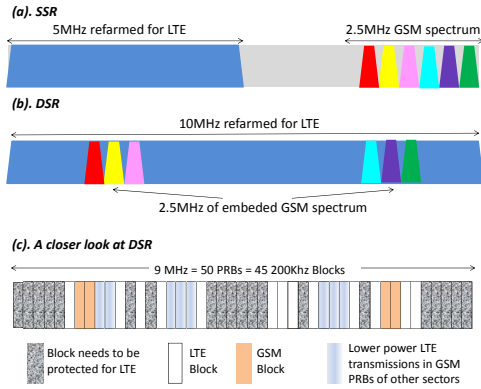 (a). SSR
5MHz refarmed for LTE
2.5MHz GSM spectrum
(b). DSR
10MHz refarmed for LTE
2.5MHz of embeded GSM spectrum
(c). A closer look at DSR
9 MHz = 50 PRBs = 45 200Khz Blocks
Block needs to be
protected for LTE
LTE
Block
GSM
Block
Lower power LTE
transmissions in GSM
PRBs of other sectors